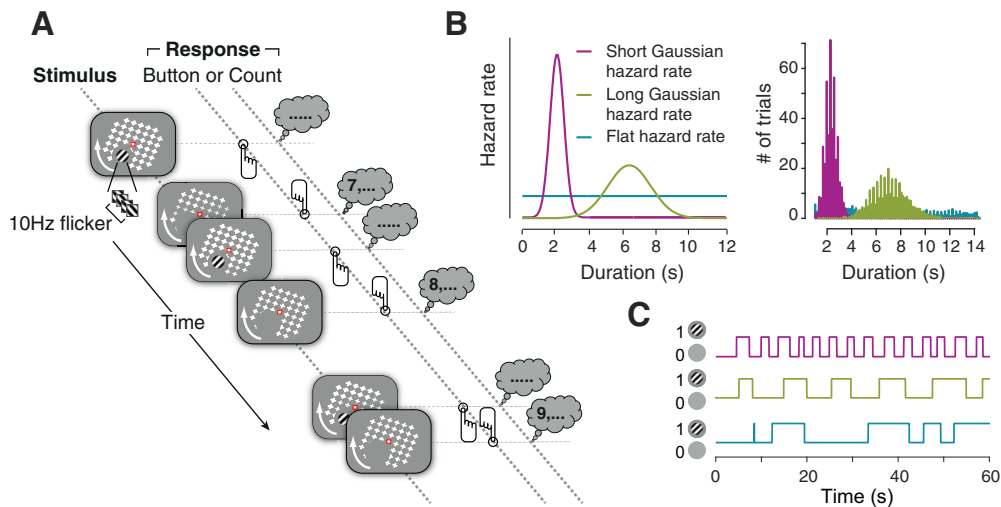 A
Response
Stimulus
Button or Count
.....
7,...
.....
10Hz flicker
8,...
Time
.....
9,...
B
Hazard rate
Short Gaussian
hazard rate
Long Gaussian
hazard rate
Flat hazard rate
0 2 4 6 8 10 12
Duration (s)
# of trials
60
40
20
0
2 4 6 8 10 12 14
Duration (s)
C
1
0
1
0
1
0
0 20 40 60
Time (s)